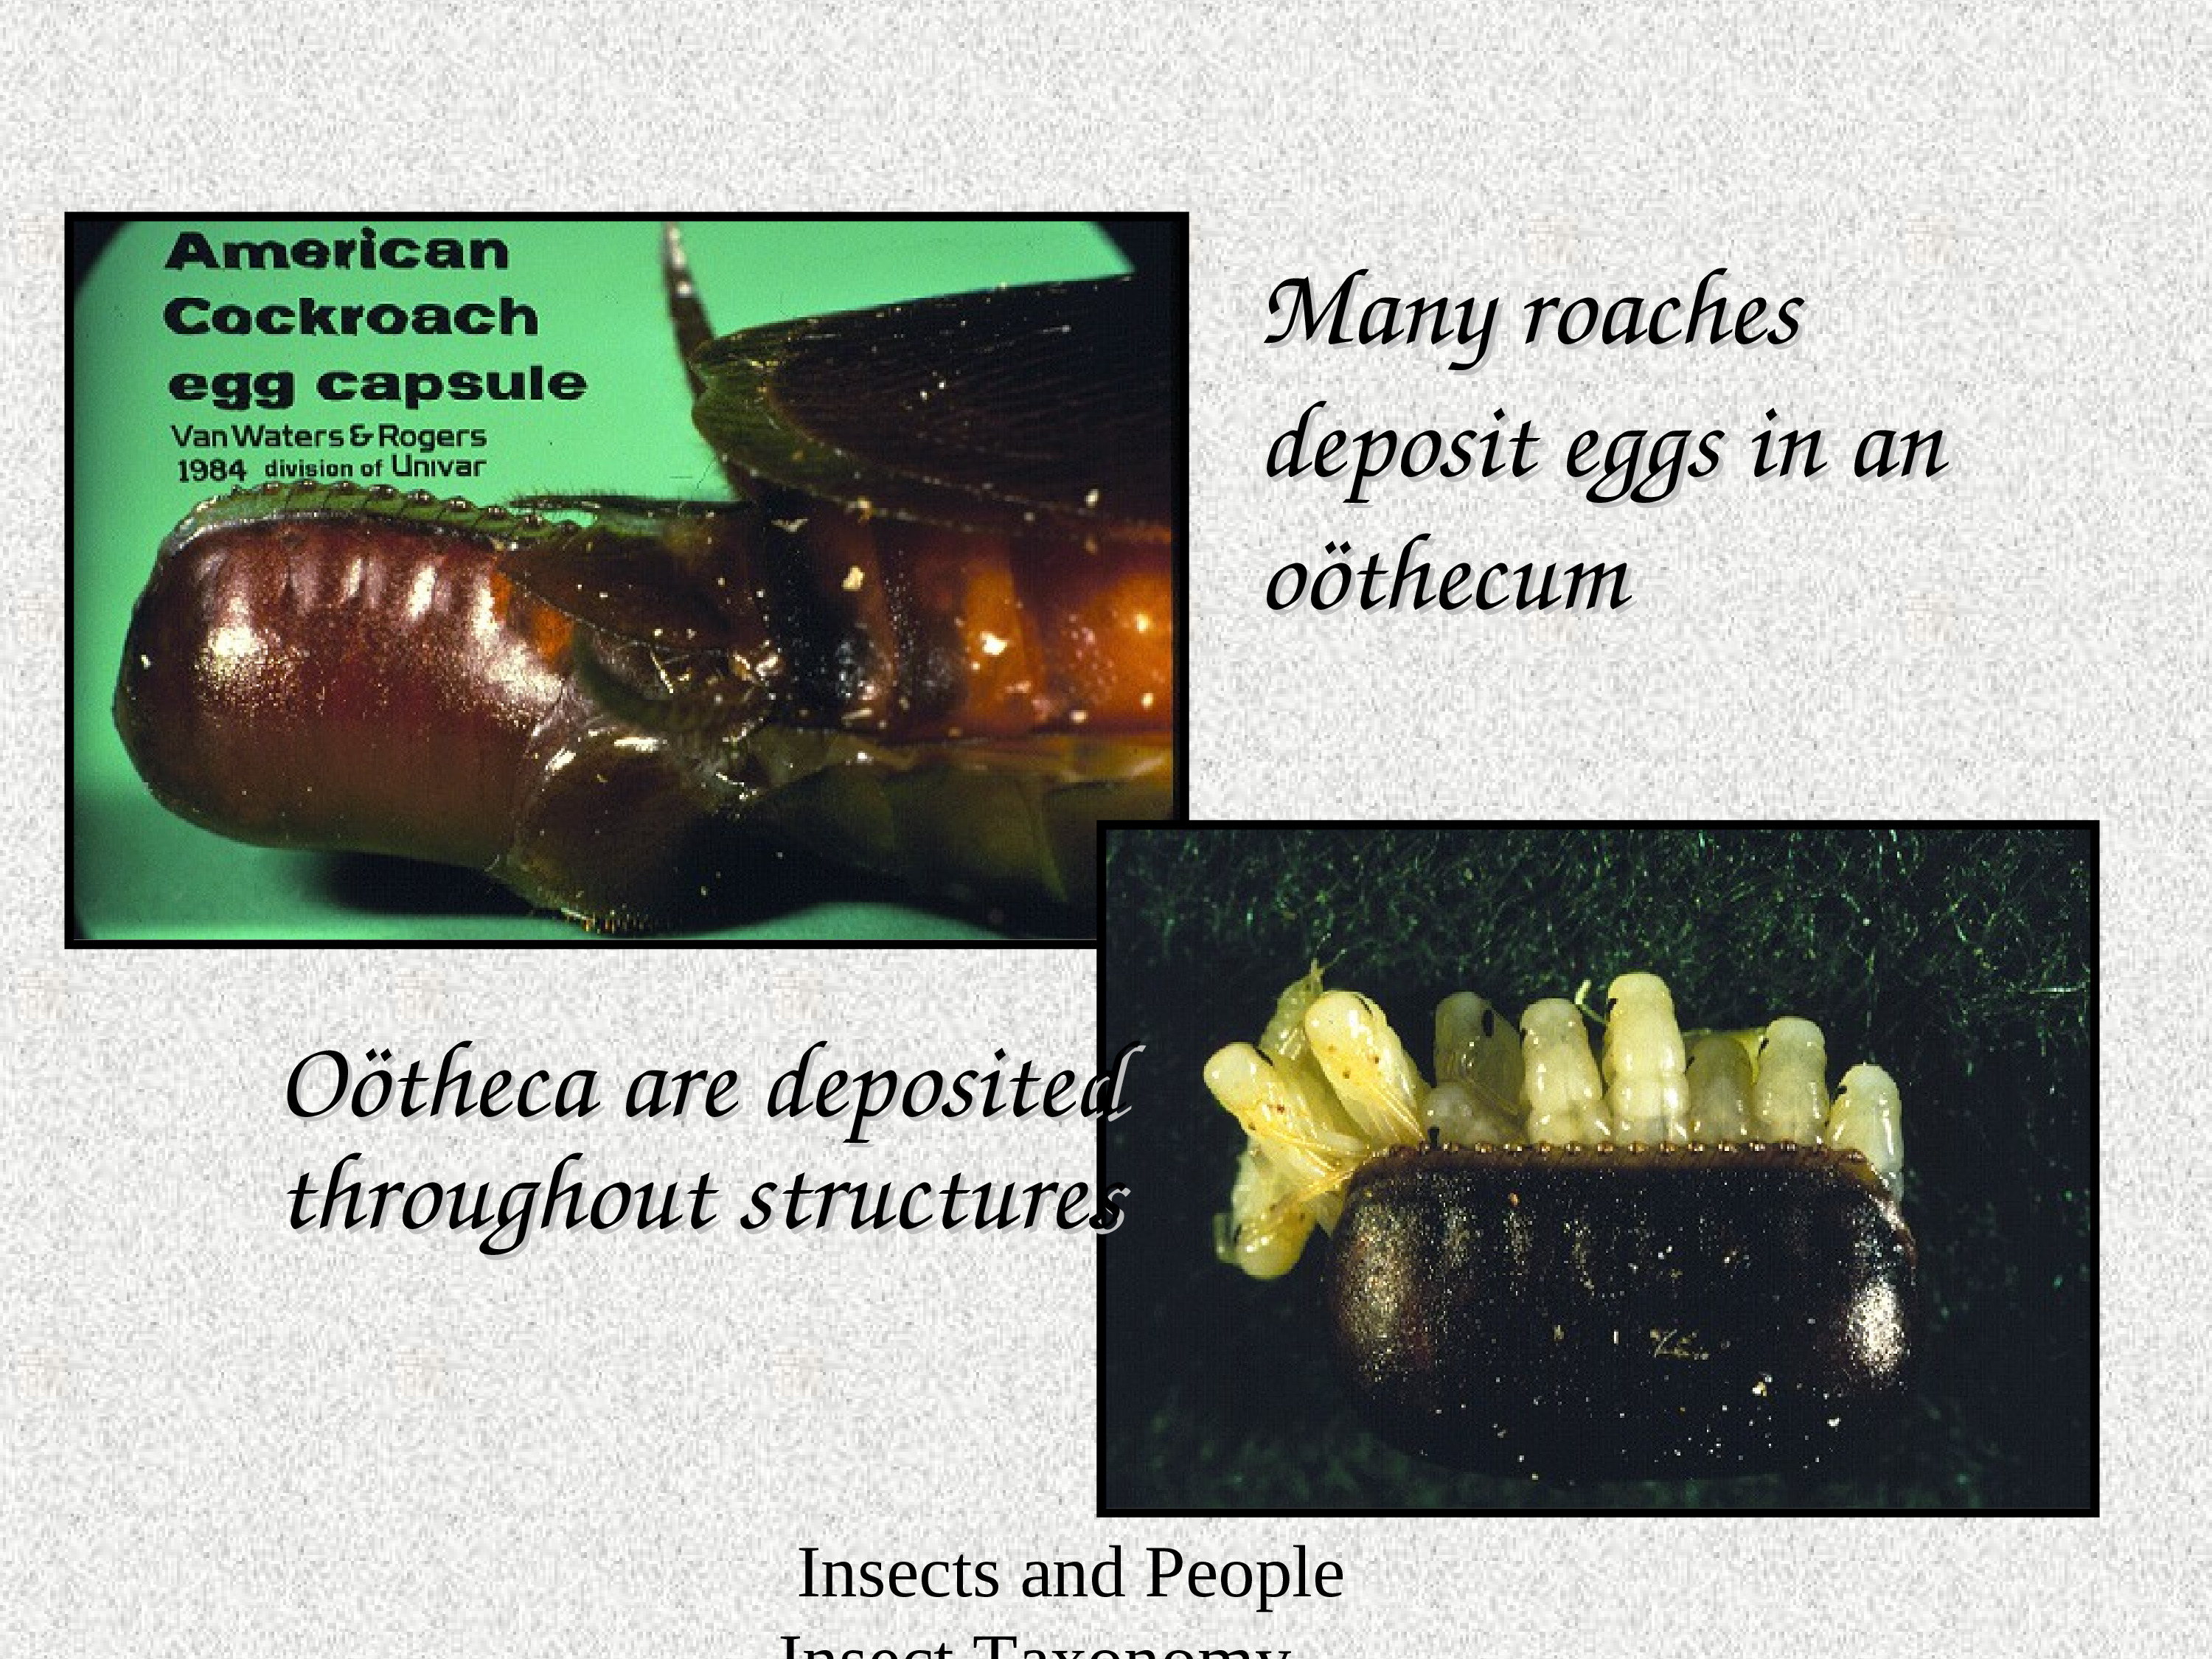 American
Cockroach
egg capsule
Van Waters & Rogers
1984 division of Univar
Many roaches
deposit eggs in an
oöthecum
Oötheca are deposited
throughout structures
Insects and People
Insect Taxonomy